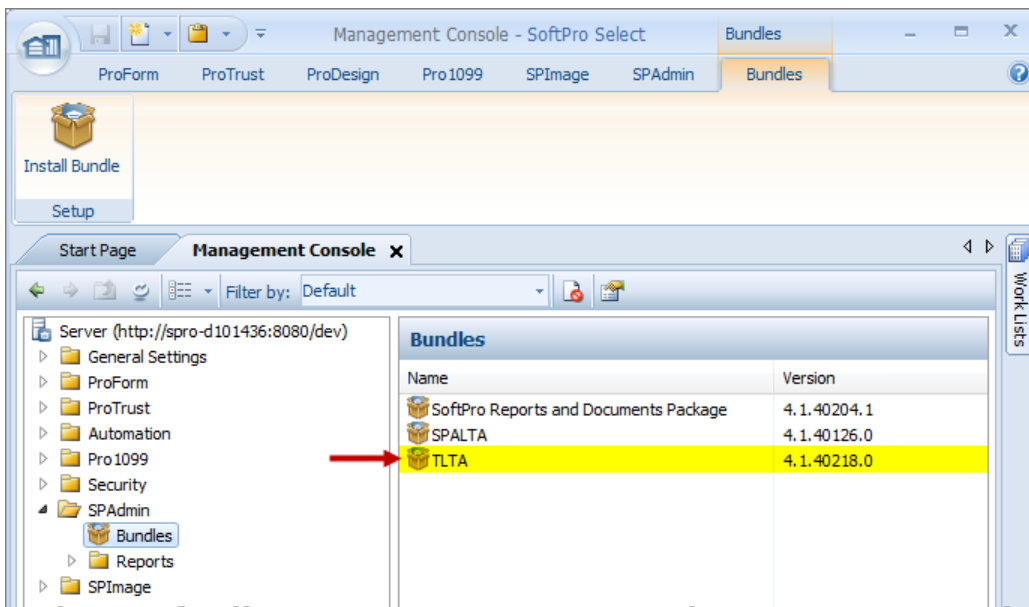 Management Console - SoftPro Select
Bundles
ProForm ProTrust ProDesign Pro1099 SPImage SPAdmin Bundles
Install Bundle
Setup
Start Page Management Console
Filter by: Default
Work Lists
Server (http://spro-d101436:8080/dev)
General Settings
ProForm
ProTrust
Automation
Pro1099
Security
SPAdmin
Bundles
Reports
SPImage
Bundles
Name Version
SoftPro Reports and Documents Package 4.1.40204.1
SPALTA 4.1.40126.0
TLTA 4.1.40218.0